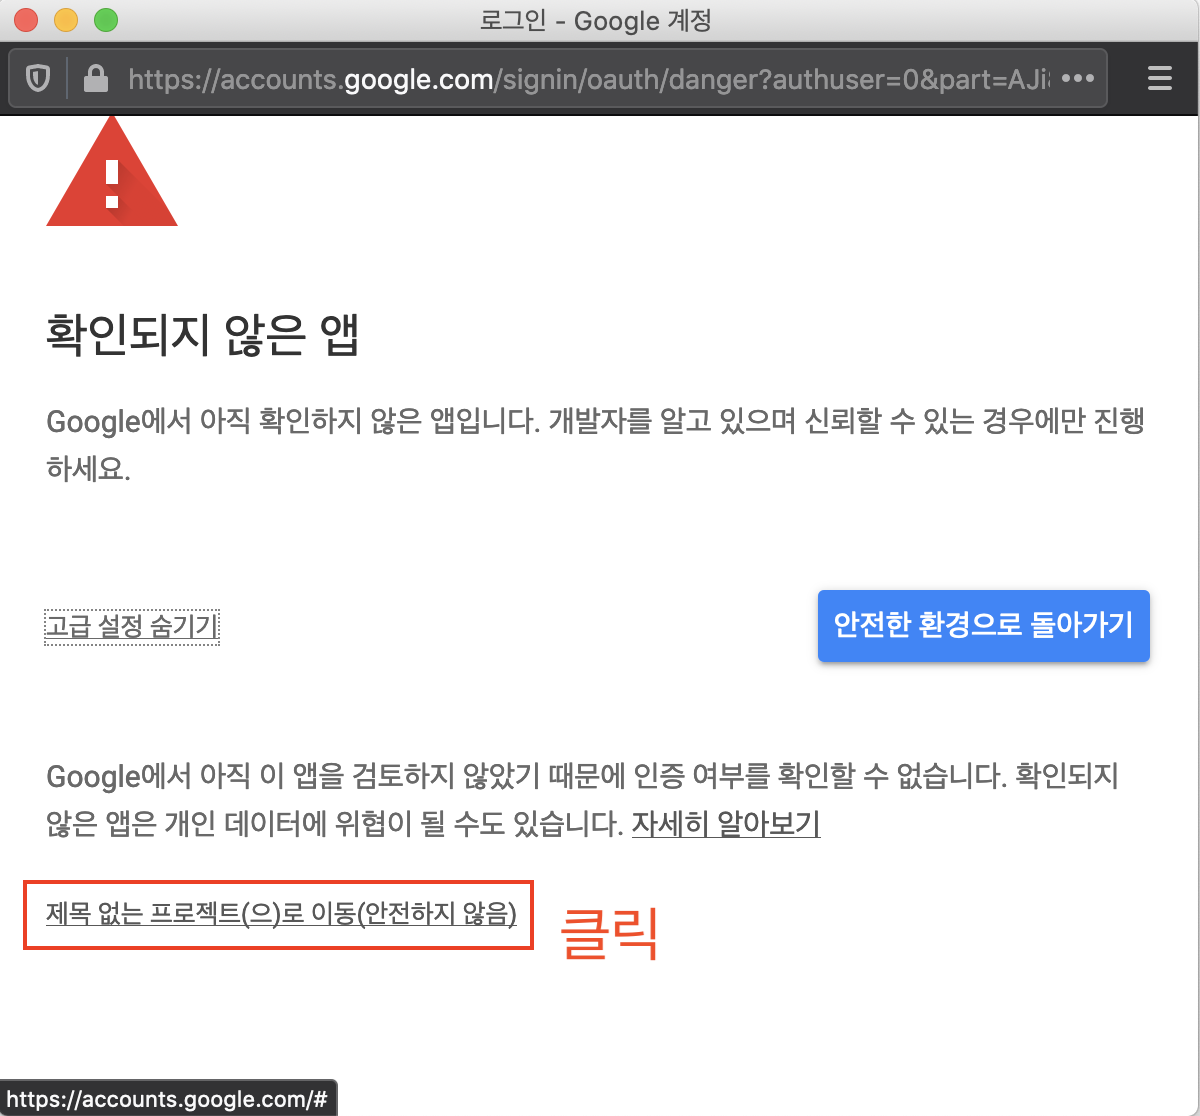 로그인 - Google 계정
https://accounts.google.com/signin/oauth/danger?authuser=0&part=AJi
확인되지 않은 앱
Google에서 아직 확인하지 않은 앱입니다. 개발자를 알고 있으며 신뢰할 수 있는 경우에만 진행
하세요.
고급 설정 숨기기
안전한 환경으로 돌아가기
Google에서 아직 이 앱을 검토하지 않았기 때문에 인증 여부를 확인할 수 없습니다. 확인되지
않은 앱은 개인 데이터에 위협이 될 수도 있습니다. 자세히 알아보기
제목 없는 프로젝트(으)로 이동(안전하지 않음)
클릭
https://accounts.google.com/#